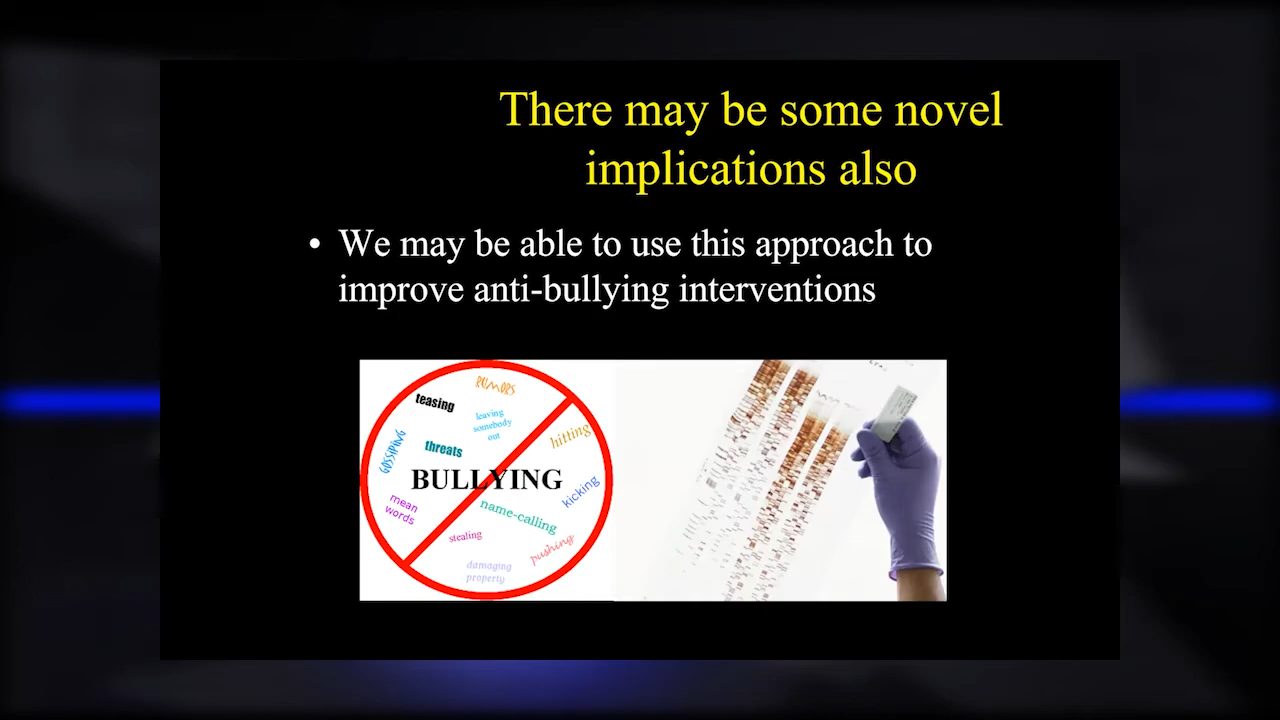 There may be some novel
implications also
• We may be able to use this approach to
improve anti-bullying interventions
RUMORS
teasing
leaving
somebody
out
hitting
GOSSIPING
threats
BULLYING
kicking
mean
words
name-calling
stealing
pushing
damaging
property